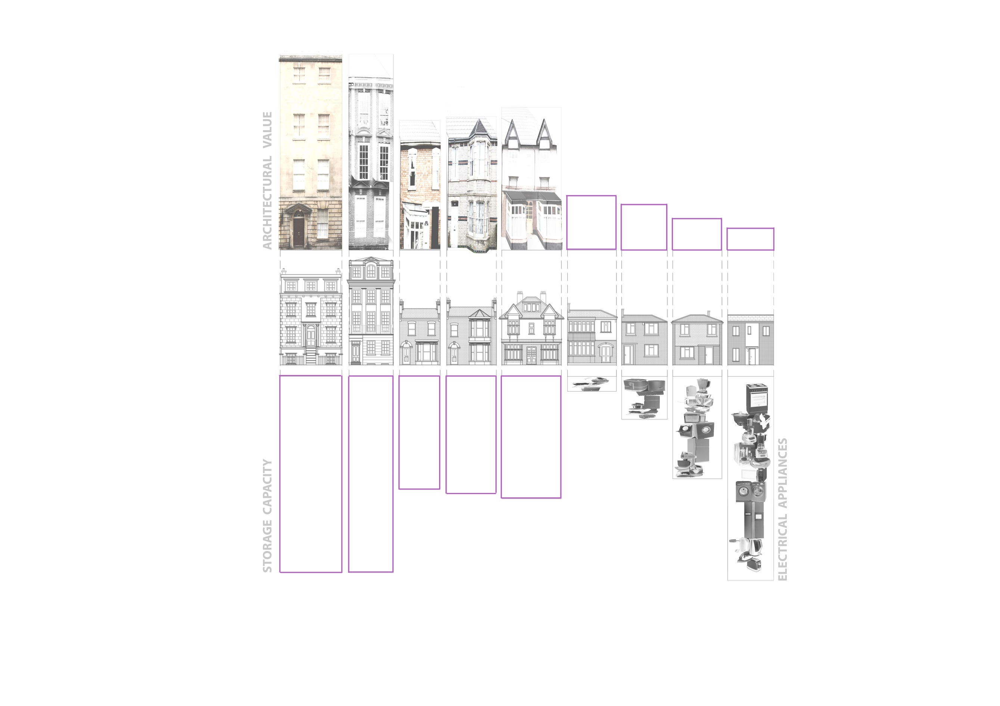 ARCHITECTURAL VALUE
STORAGE CAPACITY
ELECTRICAL APPLIANCES